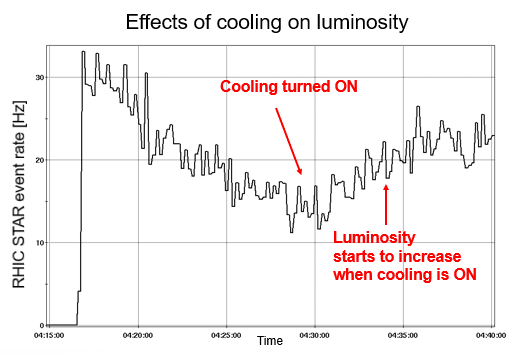 Effects of cooling on luminosity
RHIC STAR event rate [Hz]
30
20
10
0
Cooling turned ON
Luminosity
starts to increase
when cooling is ON
04:15:00 04:20:00 04:25:00 04:30:00 04:35:00 04:40:00
Time